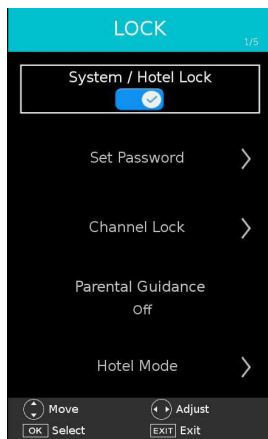 LOCK
1/5
System / Hotel Lock
Set Password
Channel Lock
Parental Guidance
Off
Hotel Mode
Move
Adjust
OK Select
EXIT Exit